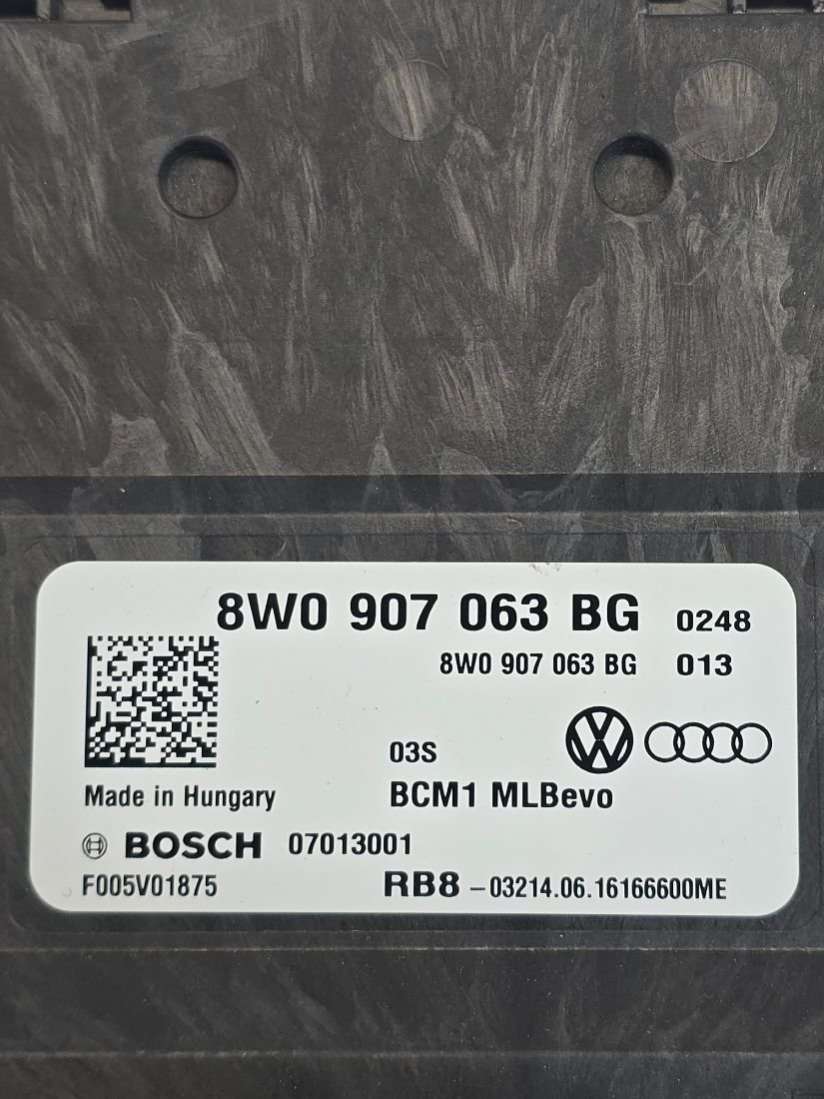 8W0 907 063 BG 0248
8W0 907 063 BG 013
03S
Made in Hungary BCM1 MLBevo
BOSCH 07013001
F005V01875 RB8 -03214.06.16166600ME